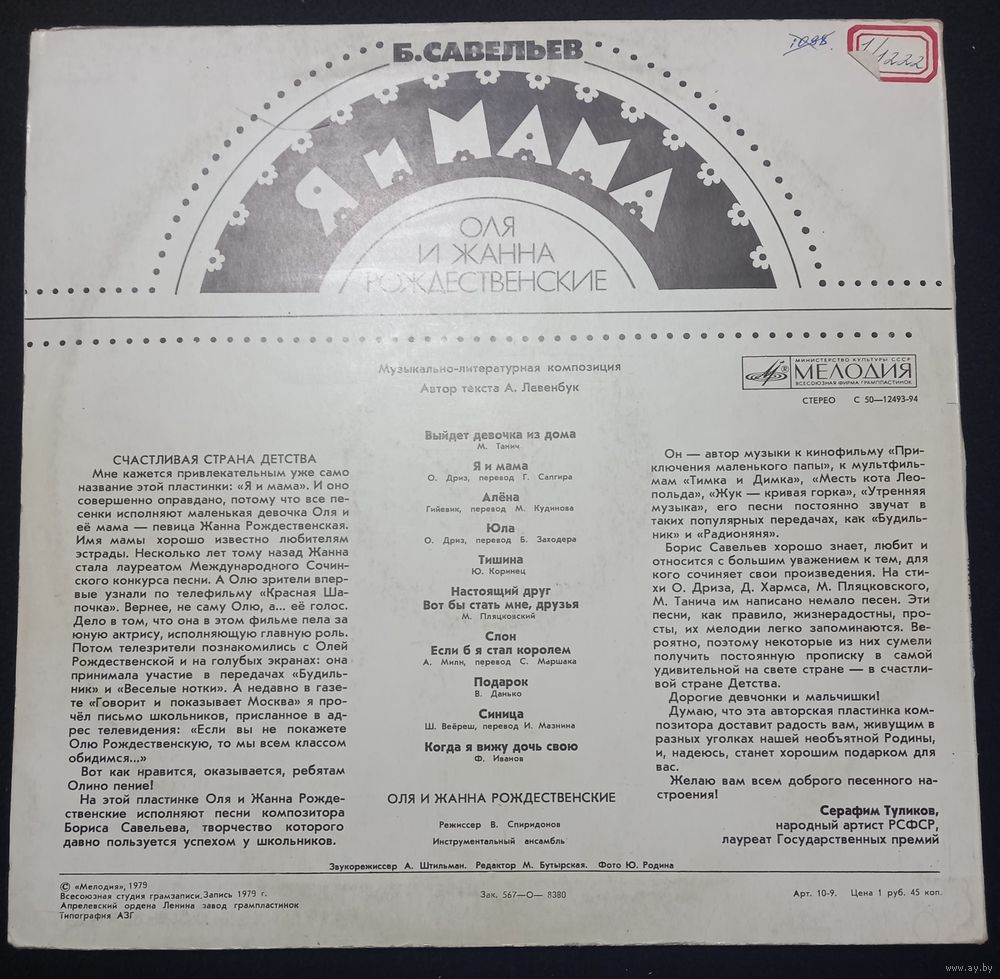 Б. САВЕЛЬЕВ
1/1222
Я И МАМА
ОЛЯ
И ЖАННА
РОЖДЕСТВЕНСКИЕ
Музыкально-литературная композиция
Автор текста А. Левенбук
МИНИСТЕРСТВО КУЛЬТУРЫ СССР
МЕЛОДИЯ
ВСЕСОЮЗНАЯ ФИРМА ГРАМПЛАСТИНОК
СТЕРЕО С 50—12493-94
СЧАСТЛИВАЯ СТРАНА ДЕТСТВА
Мне кажется привлекательным уже само
название этой пластинки: «Я и мама». И оно
совершенно оправдано, потому что все пе-
сенки исполняют маленькая девочка Оля и
её мама — певица Жанна Рождественская.
Имя мамы хорошо известно любителям
эстрады. Несколько лет тому назад Жанна
стала лауреатом Международного Сочин-
ского конкурса песни. А Олю зрители впер-
вые узнали по телефильму «Красная Ша-
почка». Вернее, не саму Олю, а... её голос.
Дело в том, что она в этом фильме пела за
юную актрису, исполняющую главную роль.
Потом телезрители познакомились с Олей
Рождественской и на голубых экранах: она
принимала участие в передачах «Будиль-
ник» и «Веселые нотки». А недавно в газе-
те «Говорит и показывает Москва» я про-
чёл письмо школьников, присланное в ад-
рес телевидения: «Если вы не покажете
Олю Рождественскую, то мы всем классом
обидимся...»
Вот как нравится, оказывается, ребятам
Олино пение!
На этой пластинке Оля и Жанна Рожде-
ственские исполняют песни композитора
Бориса Савельева, творчество которого
давно пользуется успехом у школьников.
Выйдет девочка из дома
М. Танич
Я и мама
О. Дриз, перевод Г. Сапгира
Алёна
Гийевик, перевод М. Кудинова
Юла
О. Дриз, перевод Б. Заходера
Тишина
Ю. Коринец
Настоящий друг
Вот бы стать мне, друзья
М. Пляцковский
Слон
Если б я стал королем
А. Милн, перевод С. Маршака
Подарок
В. Данько
Синица
Ш. Веёреш, перевод И. Мазнина
Когда я вижу дочь свою
Ф. Иванов
ОЛЯ И ЖАННА РОЖДЕСТВЕНСКИЕ
Режиссер В. Спиридонов
Инструментальный ансамбль
Он — автор музыки к кинофильму «При-
ключения маленького папы», к мультфиль-
мам «Тимка и Димка», «Месть кота Лео-
польда», «Жук — кривая горка», «Утренняя
музыка», его песни постоянно звучат в
таких популярных передачах, как «Будиль-
ник» и «Радионяня».
Борис Савельев хорошо знает, любит и
относится с большим уважением к тем, для
кого сочиняет свои произведения. На сти-
хи О. Дриза, Д. Хармса, М. Пляцковского,
М. Танича им написано немало песен. Эти
песни, как правило, жизнерадостны, про-
сты, их мелодии легко запоминаются. Ве-
роятно, поэтому некоторые из них сумели
получить постоянную прописку в самой
удивительной на свете стране — в счастли-
вой стране Детства.
Дорогие девчонки и мальчишки!
Думаю, что эта авторская пластинка ком-
позитора доставит радость вам, живущим в
разных уголках нашей необъятной Родины,
и, надеюсь, станет хорошим подарком для
вас.
Желаю вам всем доброго песенного на-
строения!
Серафим Туликов,
народный артист РСФСР,
лауреат Государственных премий
Звукорежиссер А. Штильман. Редактор М. Бутырская. Фото Ю. Родина
© «Мелодия», 1979
Всесоюзная студия грамзаписи. Запись 1979 г.
Апрелевский ордена Ленина завод грампластинок
Типография АЗГ
Зак. 567—О— 8380
Арт. 10-9. Цена 1 руб. 45 коп.
www.ay.by